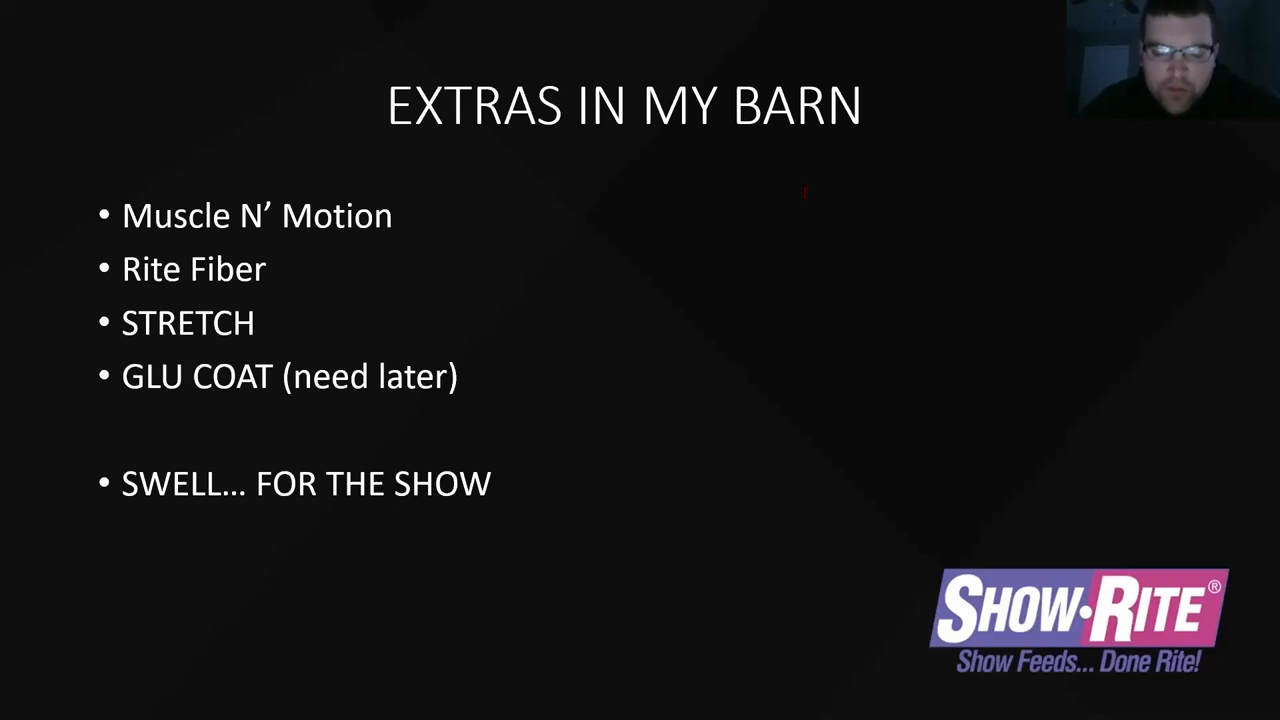 EXTRAS IN MY BARN
• Muscle N’ Motion
• Rite Fiber
• STRETCH
• GLU COAT (need later)
• SWELL… FOR THE SHOW
SHOW•RITE®
Show Feeds... Done Rite!